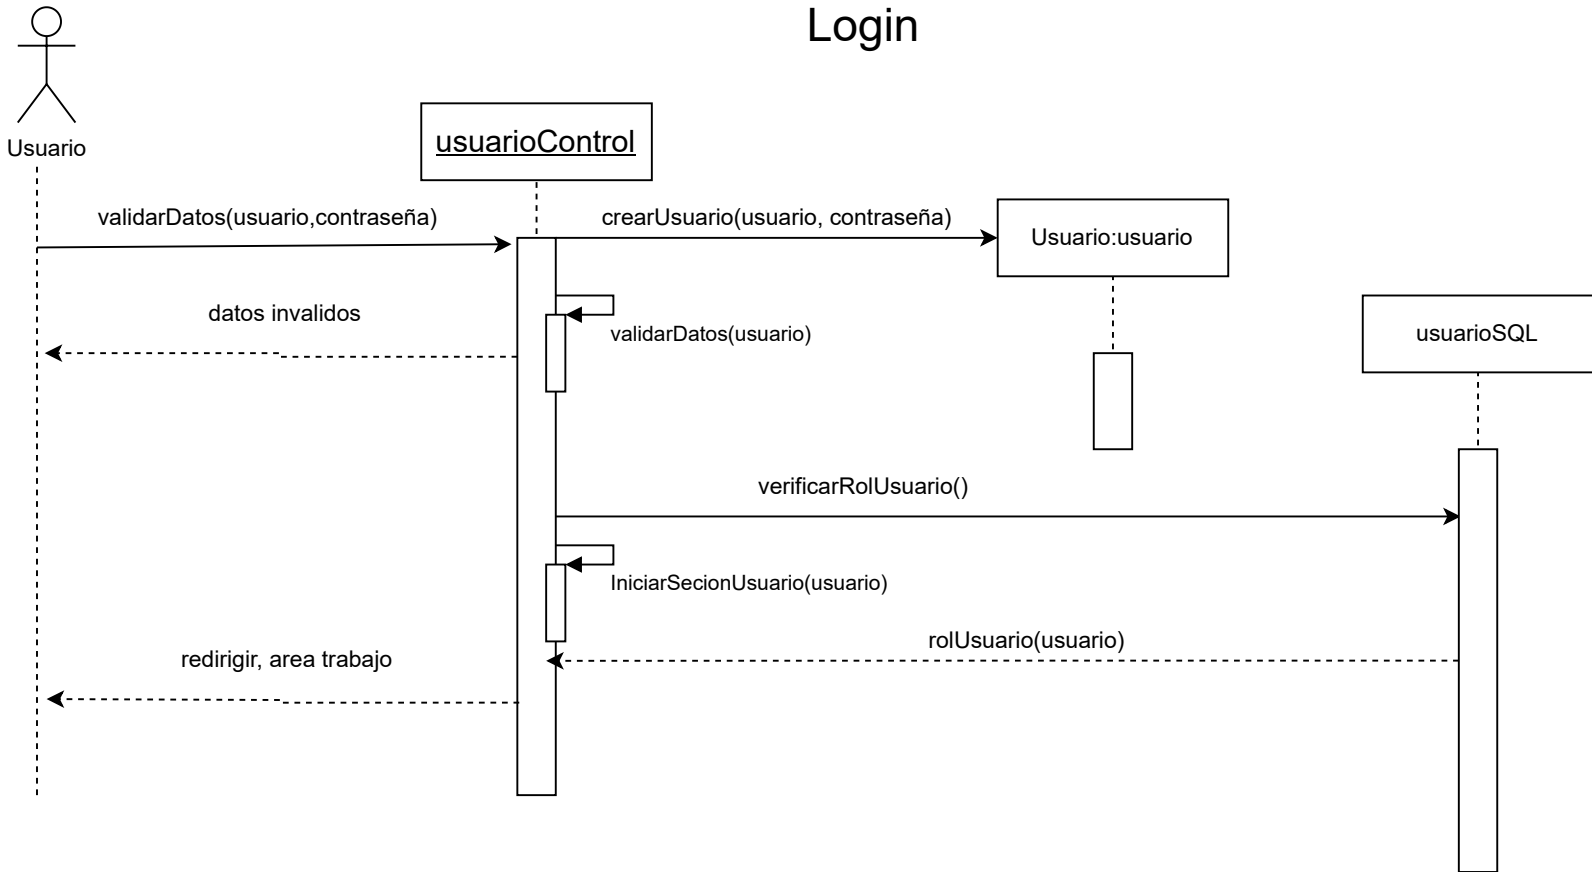 Login
Usuario
usuarioControl
validarDatos(usuario,contraseña)
crearUsuario(usuario, contraseña)
Usuario:usuario
datos invalidos
validarDatos(usuario)
usuarioSQL
verificarRolUsuario()
IniciarSecionUsuario(usuario)
rolUsuario(usuario)
redirigir, area trabajo